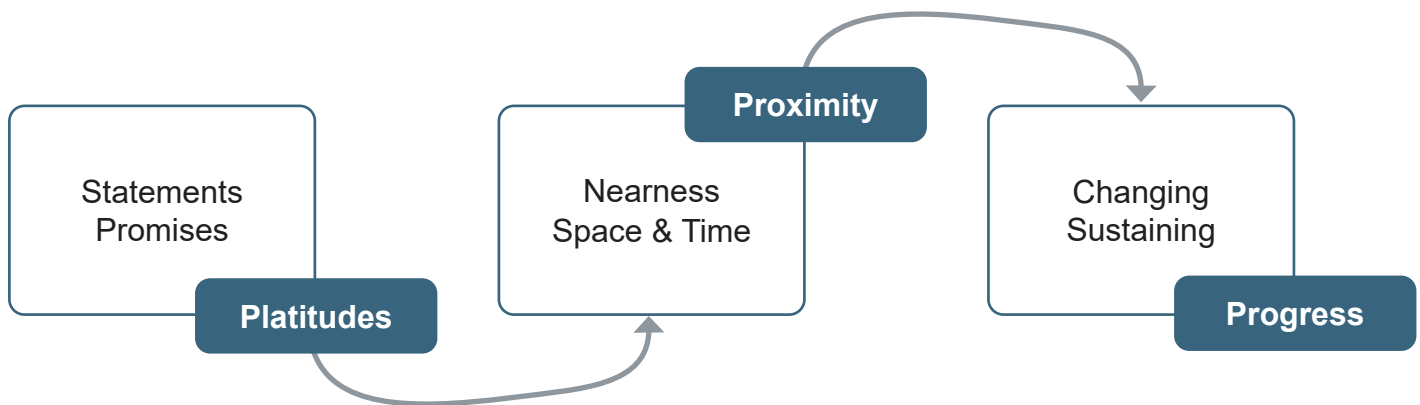 Statements
Promises
Platitudes
Nearness
Space & Time
Proximity
Changing
Sustaining
Progress